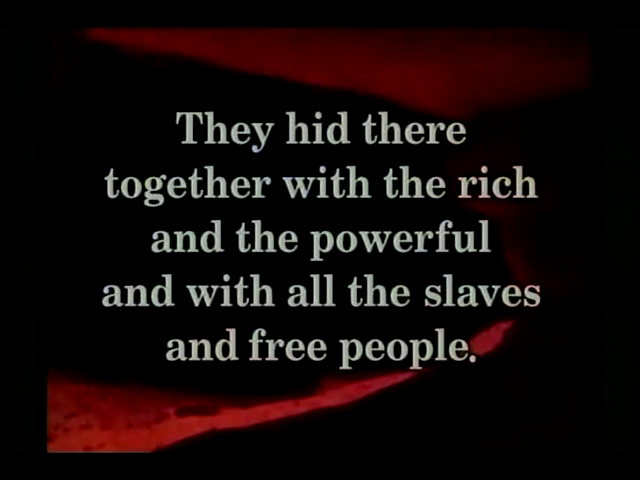 They hid there
together with the rich
and the powerful
and with all the slaves
and free people.